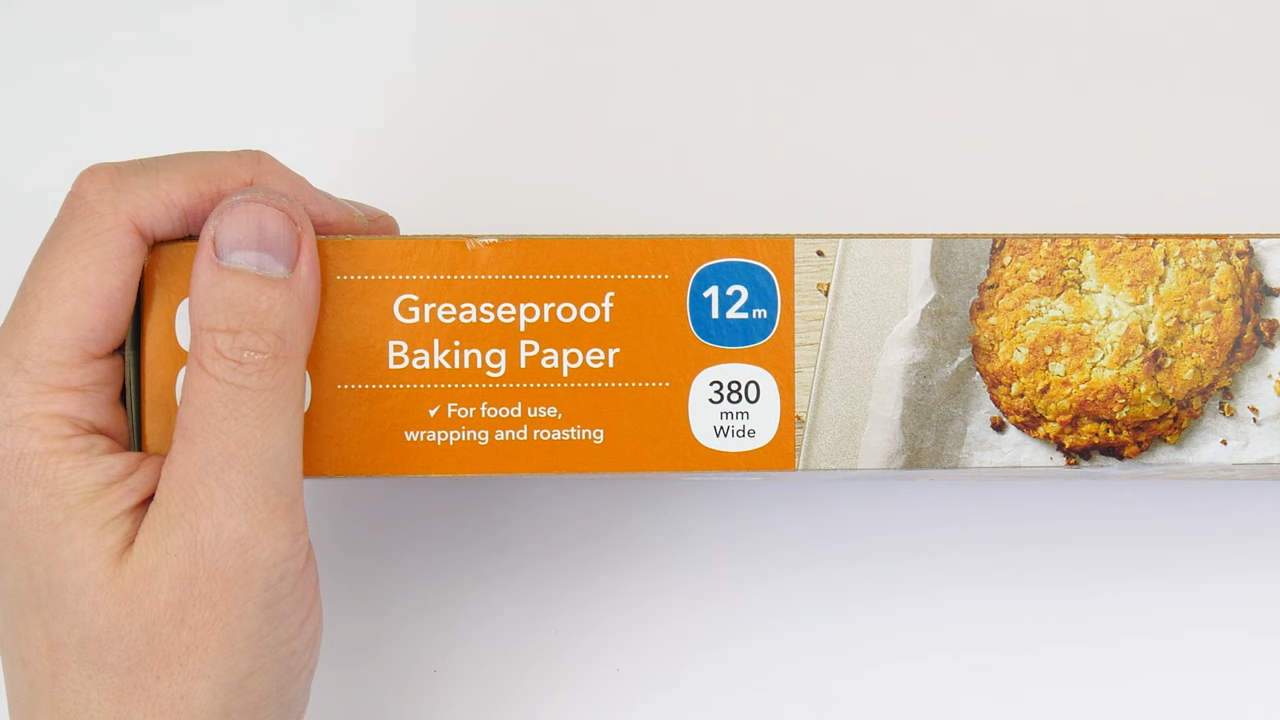 Greaseproof
Baking Paper
✓ For food use,
wrapping and roasting
12m
380
mm
Wide